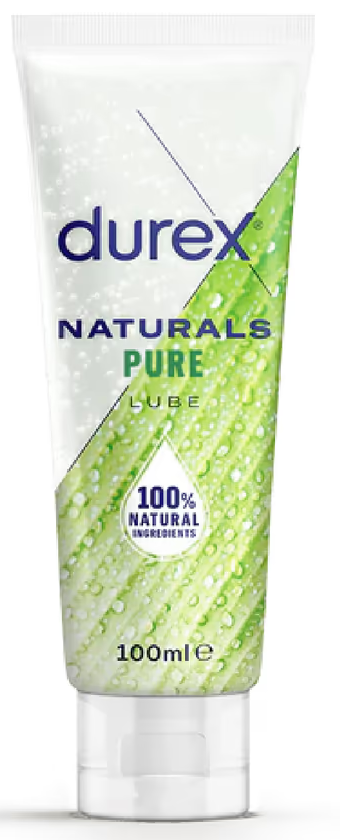 durex®
NATURALS
PURE
LUBE
100%
NATURAL
INGREDIENTS
100ml ℮